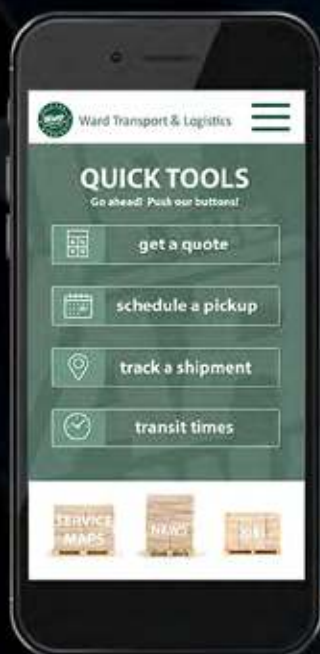 Ward Transport & Logistics
QUICK TOOLS
Go ahead! Push our buttons!
get a quote
schedule a pickup
track a shipment
transit times
SERVICE
MAPS
NEWS